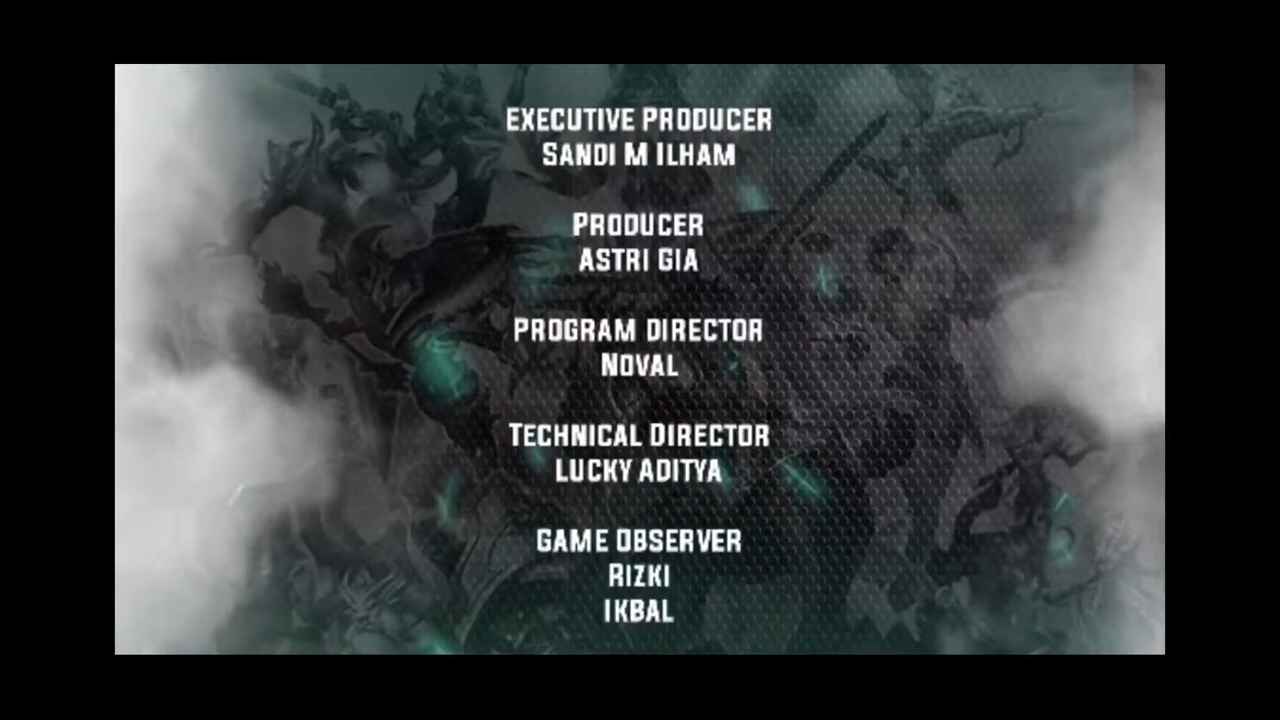 EXECUTIVE PRODUCER
SANDI M ILHAM
PRODUCER
ASTRI GIA
PROGRAM DIRECTOR
NOVAL
TECHNICAL DIRECTOR
LUCKY ADITYA
GAME OBSERVER
RIZKI
IKBAL